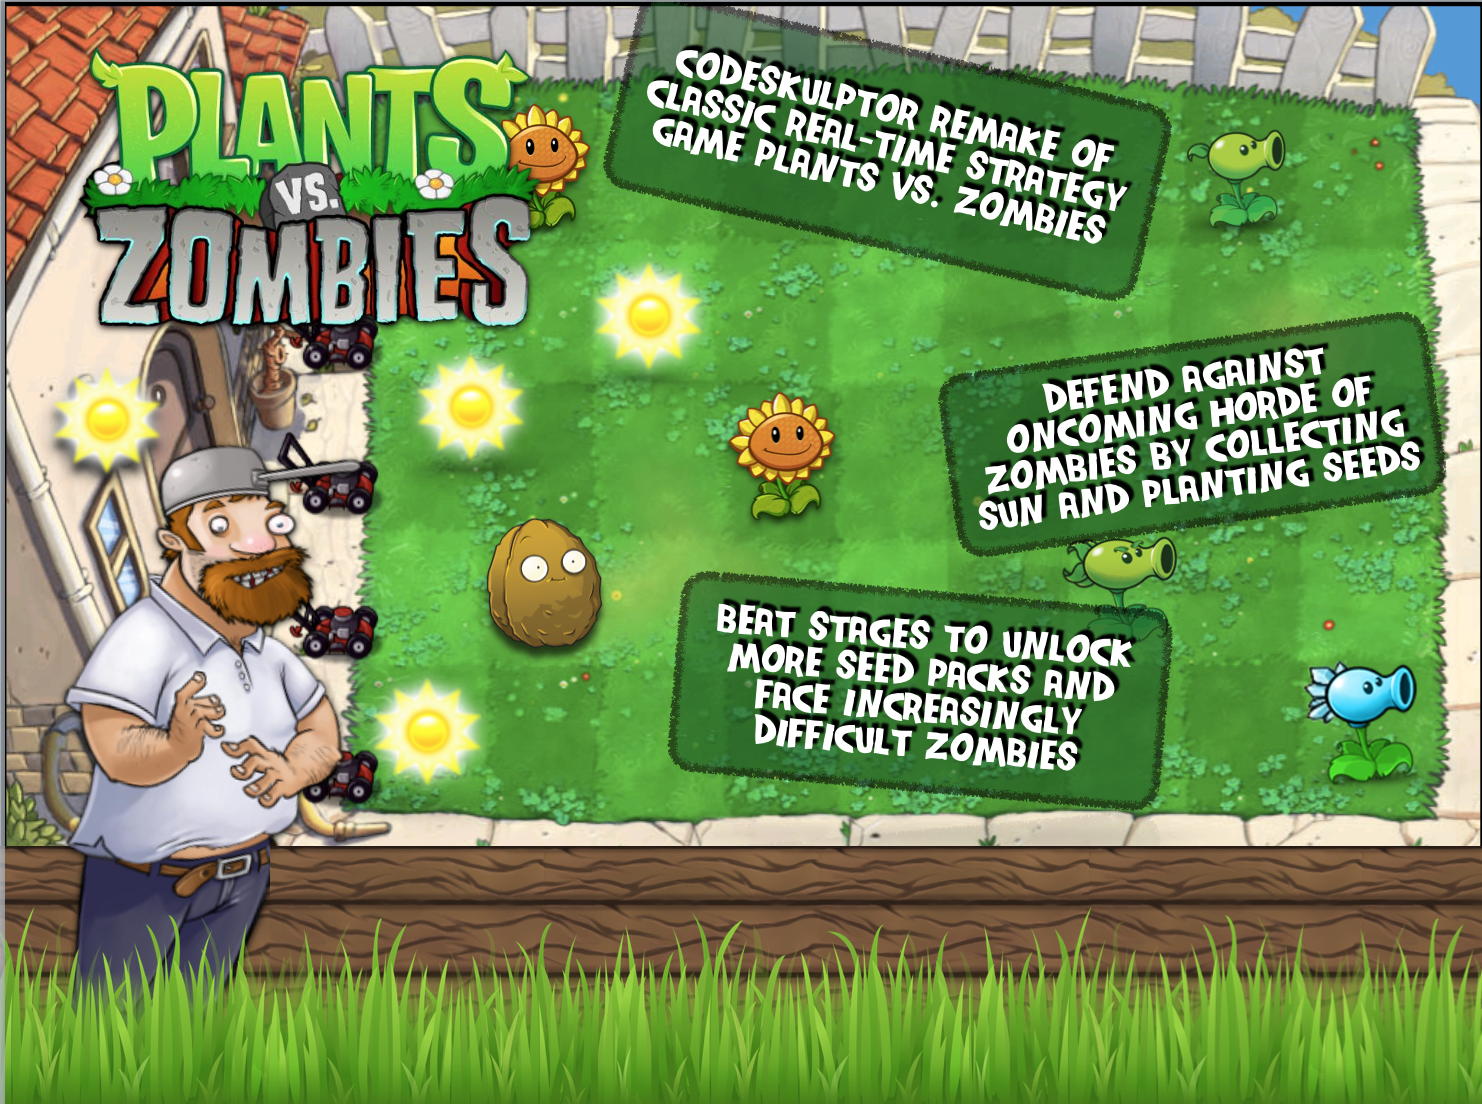 PLANTS
VS.
ZOMBIES
CODESKULPTOR REMAKE OF
CLASSIC REAL-TIME STRATEGY
GAME PLANTS VS. ZOMBIES
DEFEND AGAINST
ONCOMING HORDE OF
ZOMBIES BY COLLECTING
SUN AND PLANTING SEEDS
BEAT STAGES TO UNLOCK
MORE SEED PACKS AND
FACE INCREASINGLY
DIFFICULT ZOMBIES